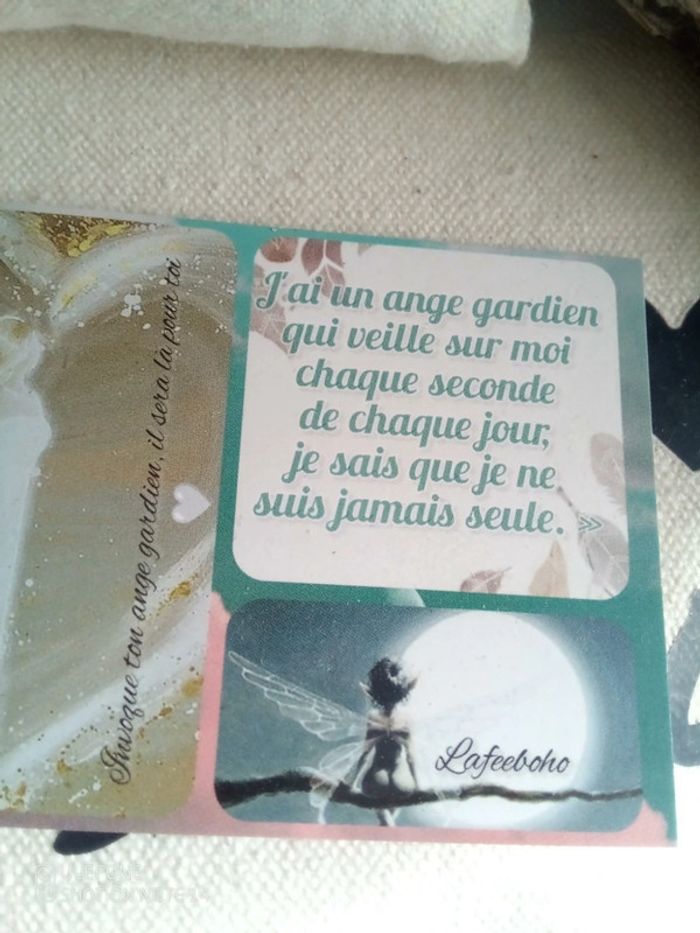 Invoque ton ange gardien, il sera là pour toi
J'ai un ange gardien
qui veille sur moi
chaque seconde
de chaque jour,
je sais que je ne
suis jamais seule. »
Lafeeboho